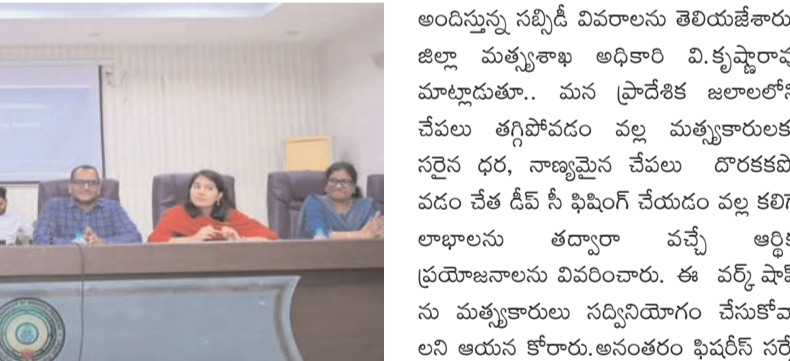 అందిస్తున్న సబ్సిడీ వివరాలను తెలియజేశారు
జిల్లా మత్స్యశాఖ అధికారి వి.కృష్ణారావు
మాట్లాడుతూ.. మన ప్రాదేశిక జలాలలోని
చేపలు తగ్గిపోవడం వల్ల మత్స్యకారులక
సరైన ధర, నాణ్యమైన చేపలు దొరకకపో
వడం చేత డీప్ సీ ఫిషింగ్ చేయడం వల్ల కలిగే
లాభాలను తద్వారా వచ్చే ఆర్థిక
ప్రయోజనాలను వివరించారు. ఈ వర్క్ షాప్
ను మత్స్యకారులు సద్వినియోగం చేసుకోవా
లని ఆయన కోరారు.అనంతరం ఫిషరీస్ సర్వే